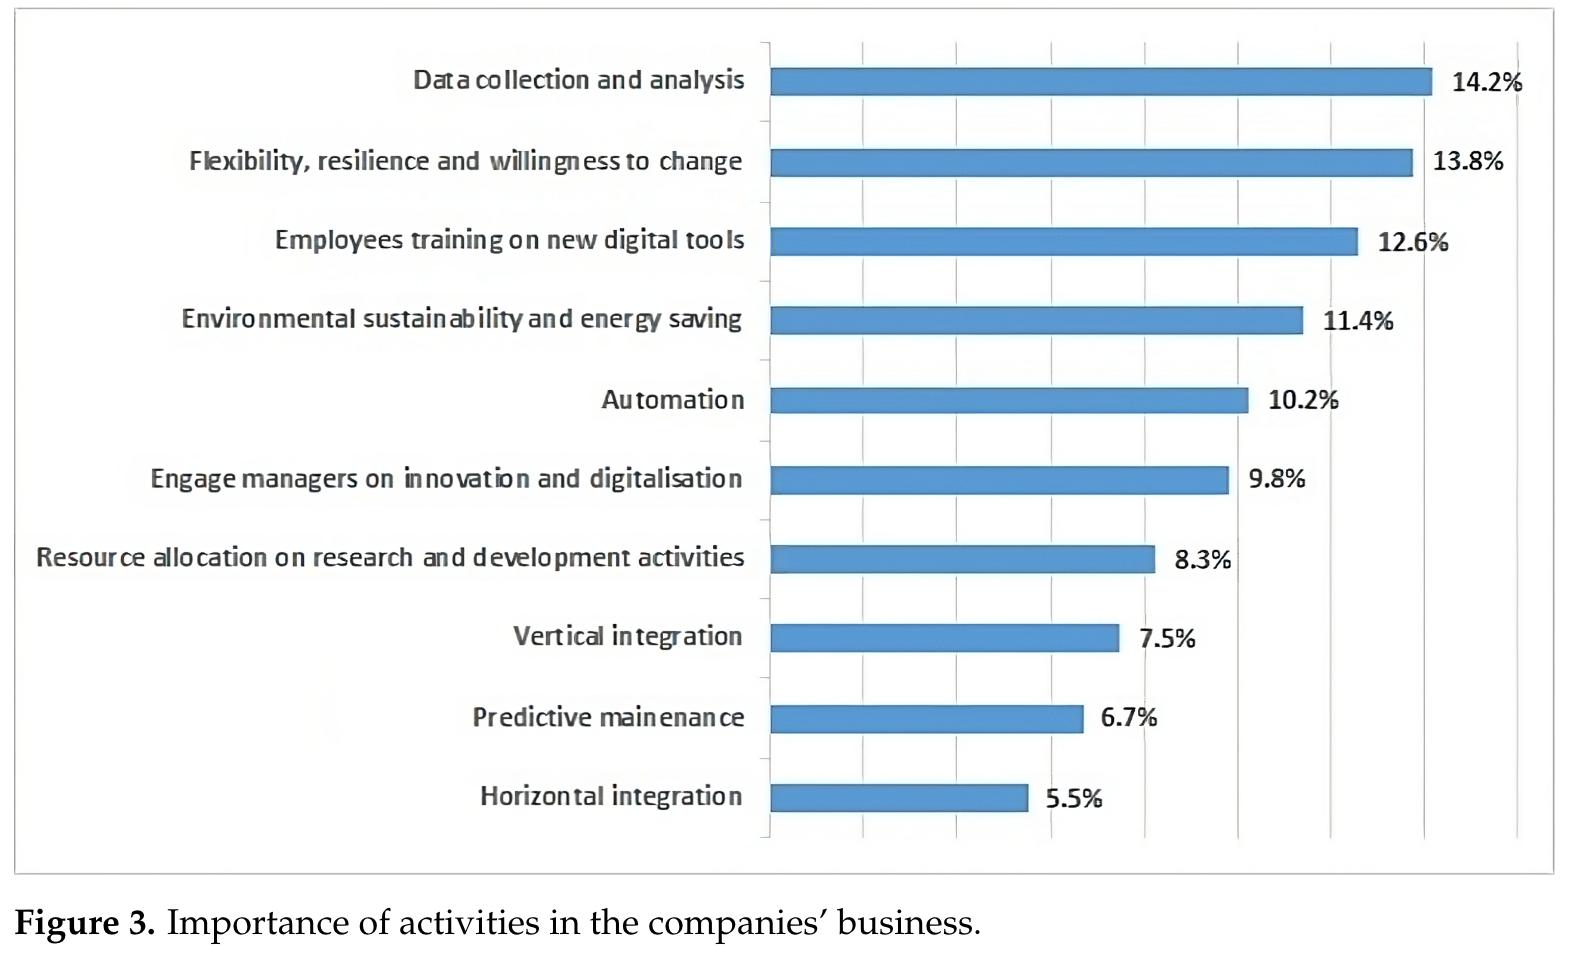 Data collection and analysis 14.2%
Flexibility, resilience and willingness to change 13.8%
Employees training on new digital tools 12.6%
Environmental sustainability and energy saving 11.4%
Automation 10.2%
Engage managers on innovation and digitalisation 9.8%
Resource allocation on research and development activities 8.3%
Vertical integration 7.5%
Predictive mainenance 6.7%
Horizontal integration 5.5%
Figure 3. Importance of activities in the companies’ business.